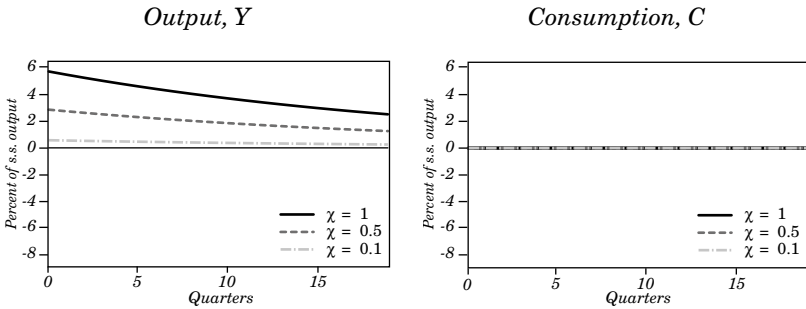 Output, Y
Percent of s.s. output
6
4
2
0
-2
-4
-6
-8
χ = 1
χ = 0.5
χ = 0.1
0 5 10 15
Quarters
Consumption, C
Percent of s.s. output
6
4
2
0
-2
-4
-6
-8
χ = 1
χ = 0.5
χ = 0.1
0 5 10 15
Quarters